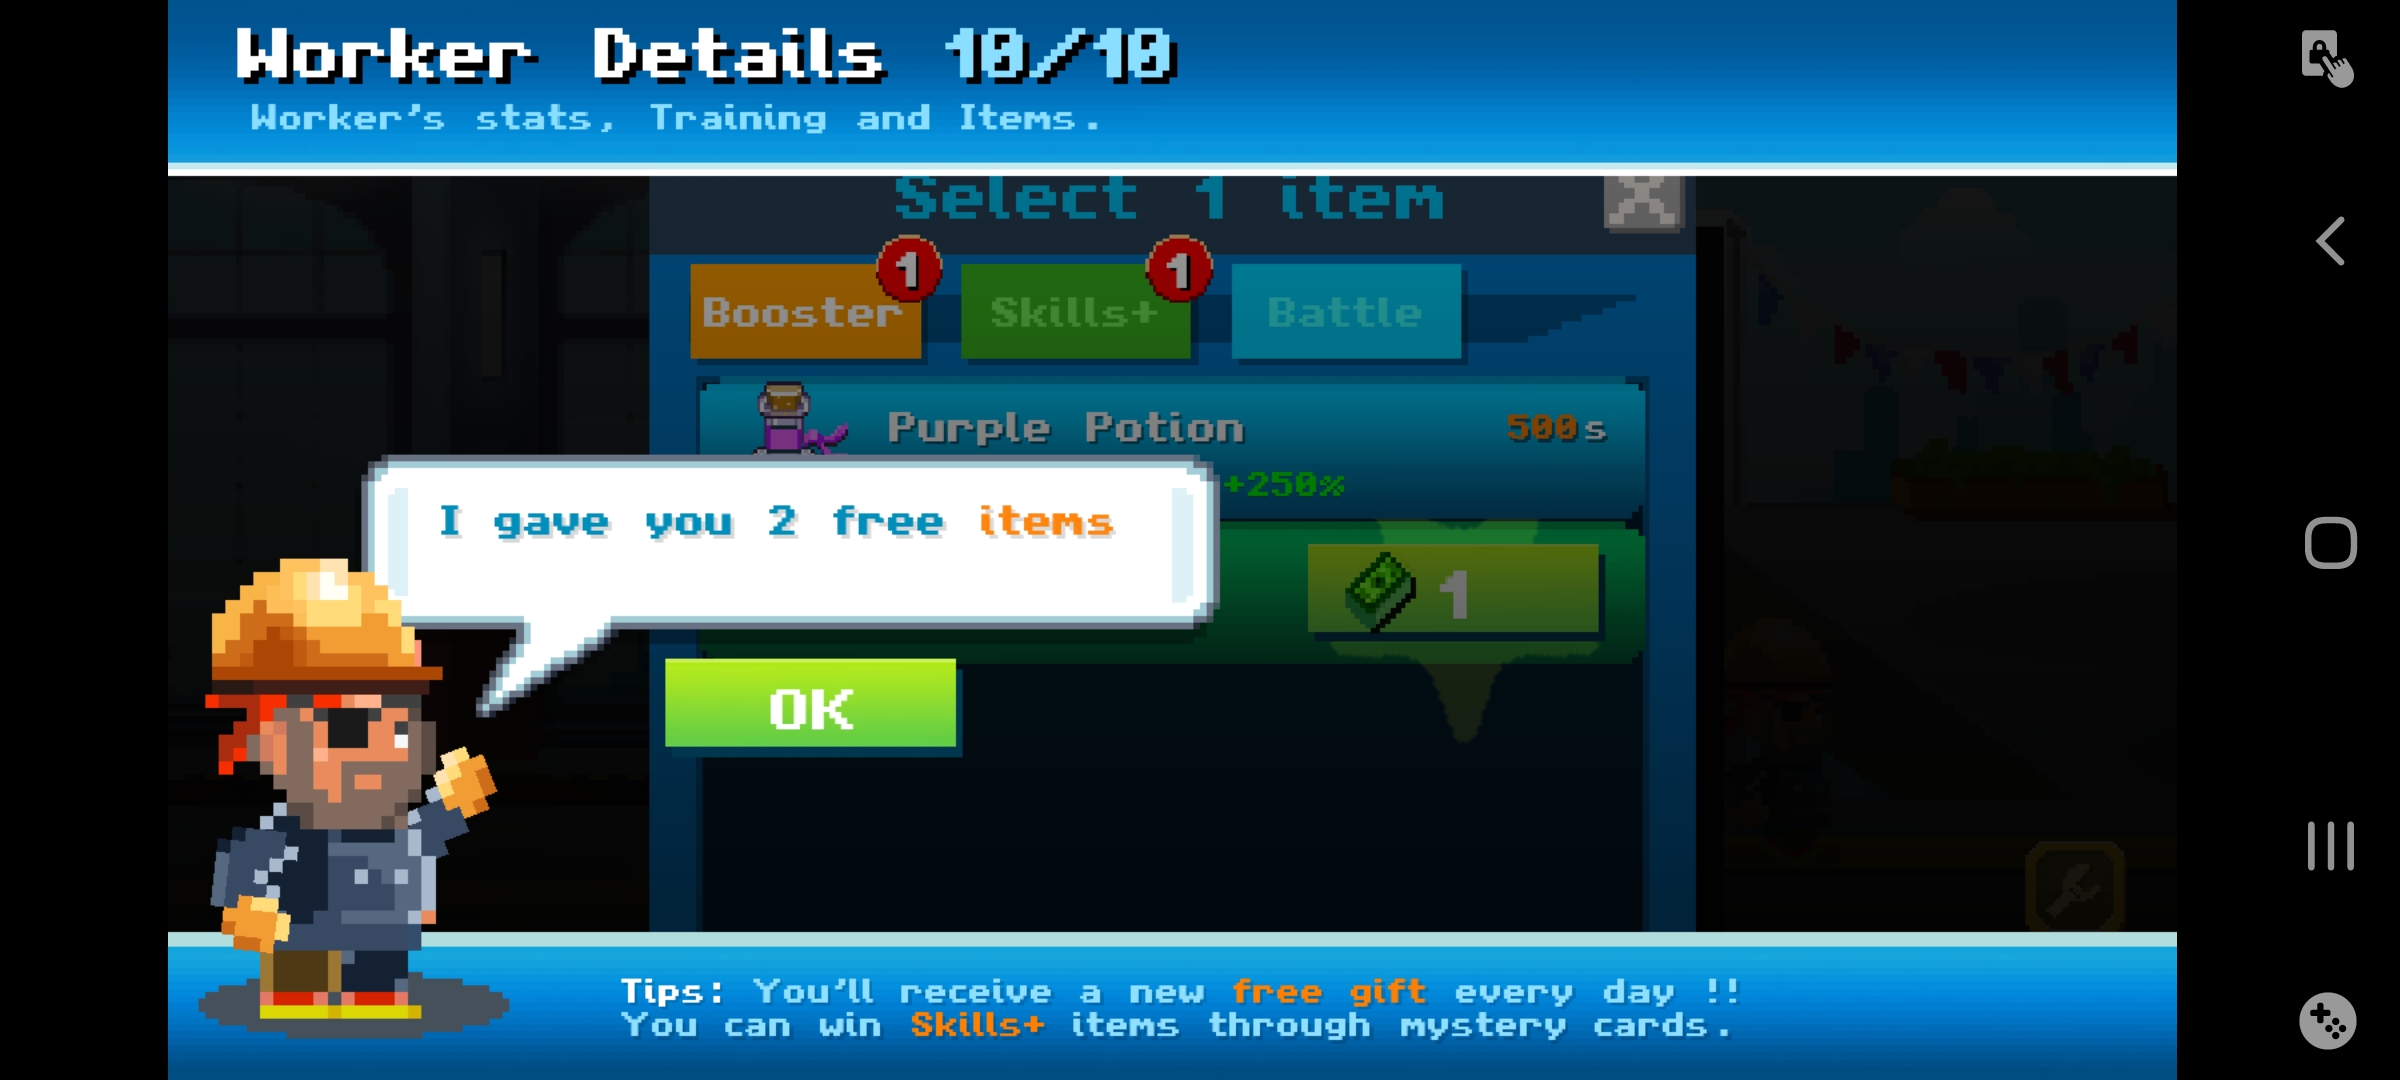 Worker Details 10/10
Worker's stats, Training and Items.
Select 1 item
X
1
1
Booster
Skills+
Battle
Purple Potion
500s
+250%
I gave you 2 free items
1
OK
Tips: You'll receive a new free gift every day !!
You can win Skills+ items through mystery cards.